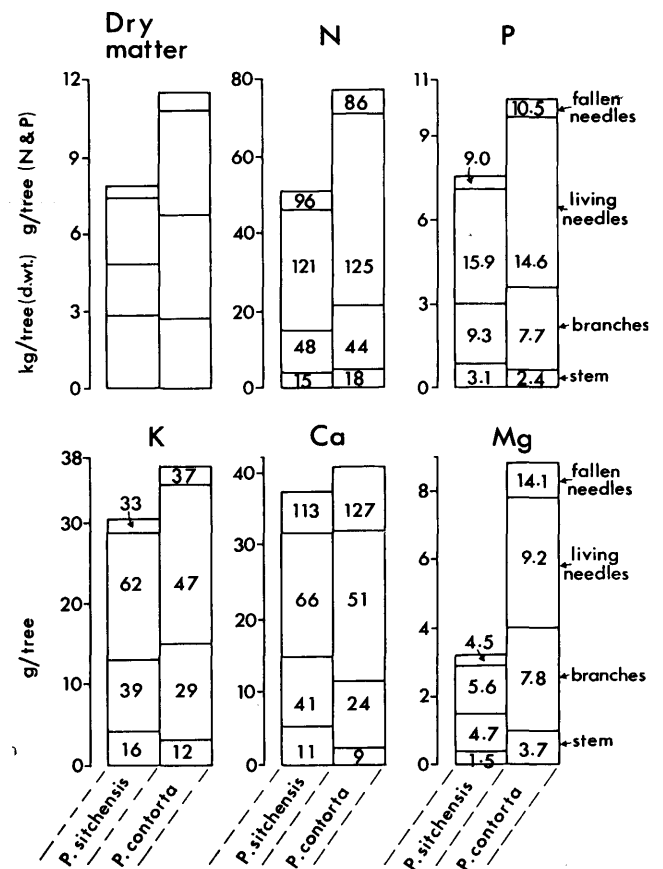 Dry
matter
N
P
kg/tree (d.wt.) g/tree (N & P)
12
9
6
3
0
80
60
40
20
0
96
121
48
15
86
125
44
18
11
9
6
3
0
9.0
15.9
9.3
3.1
10.5
14.6
7.7
2.4
fallen
needles
living
needles
branches
stem
K
Ca
Mg
g/tree
38
30
20
10
0
33
62
39
16
37
47
29
12
40
30
20
10
0
113
66
41
11
127
51
24
9
8
6
4
2
0
4.5
5.6
4.7
1.5
14.1
9.2
7.8
3.7
fallen
needles
living
needles
branches
stem
P. sitchensis
P. contorta
P. sitchensis
P. contorta
P. sitchensis
P. contorta